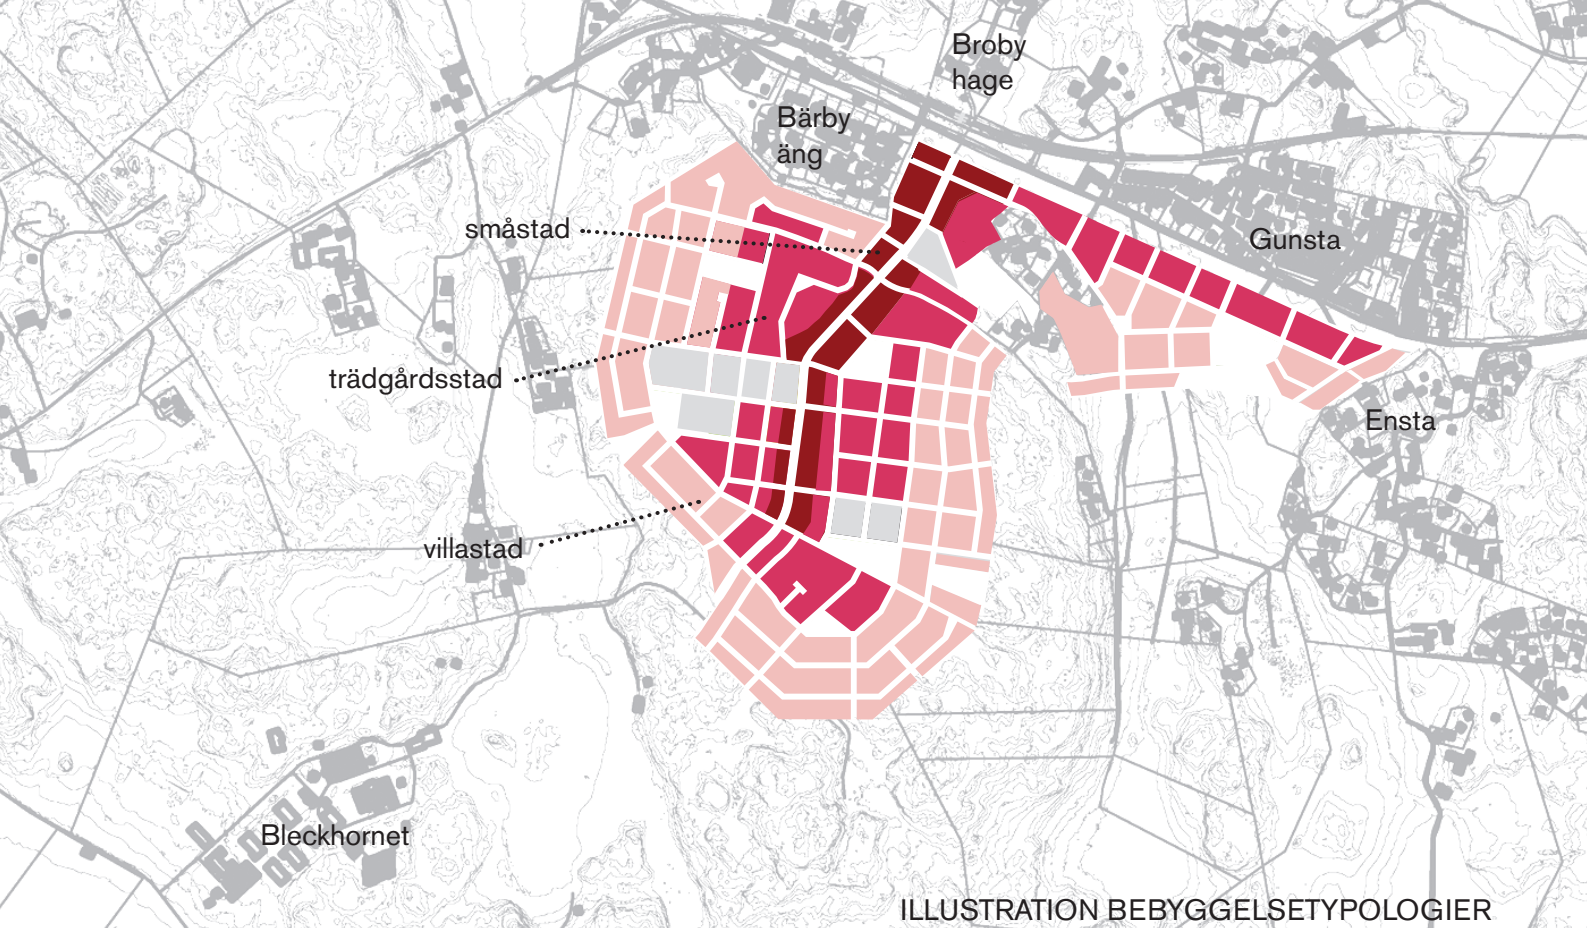 Broby
hage
Bärby
äng
småstad
Gunsta
trädgårdsstad
Ensta
villastad
Bleckhornet
ILLUSTRATION BEBYGGELSETYPOLOGIER